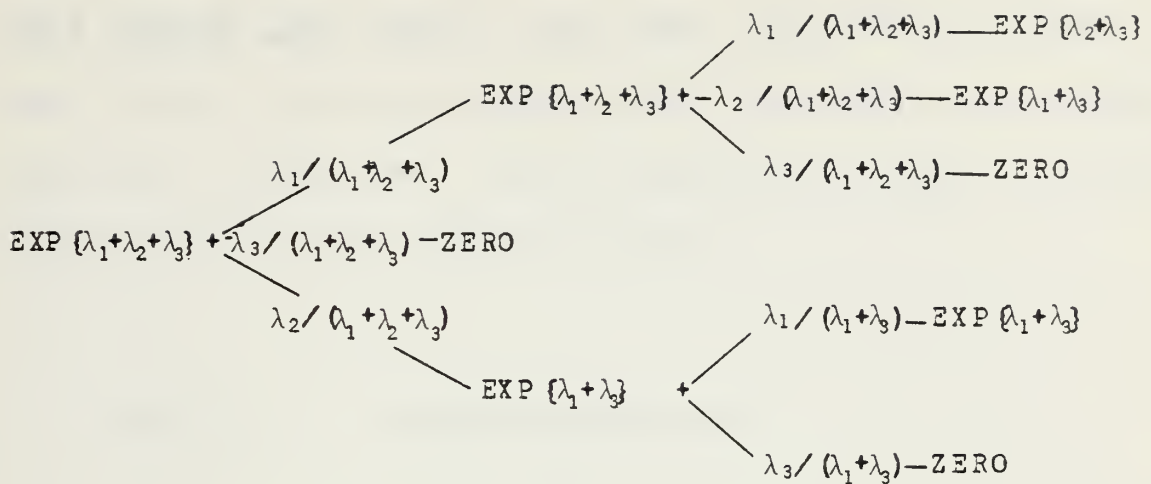 λ₁ / (λ₁+λ₂+λ₃) — EXP {λ₂+λ₃}
EXP {λ₁+λ₂+λ₃} + -λ₂ / (λ₁+λ₂+λ₃) — EXP {λ₁+λ₃}
λ₁ / (λ₁+λ₂+λ₃)
λ₃ / (λ₁+λ₂+λ₃) — ZERO
EXP {λ₁+λ₂+λ₃} + -λ₃ / (λ₁+λ₂+λ₃) — ZERO
λ₂ / (λ₁+λ₂+λ₃)
λ₁ / (λ₁+λ₃) — EXP {λ₁+λ₃}
EXP {λ₁+λ₃} +
λ₃ / (λ₁+λ₃) — ZERO